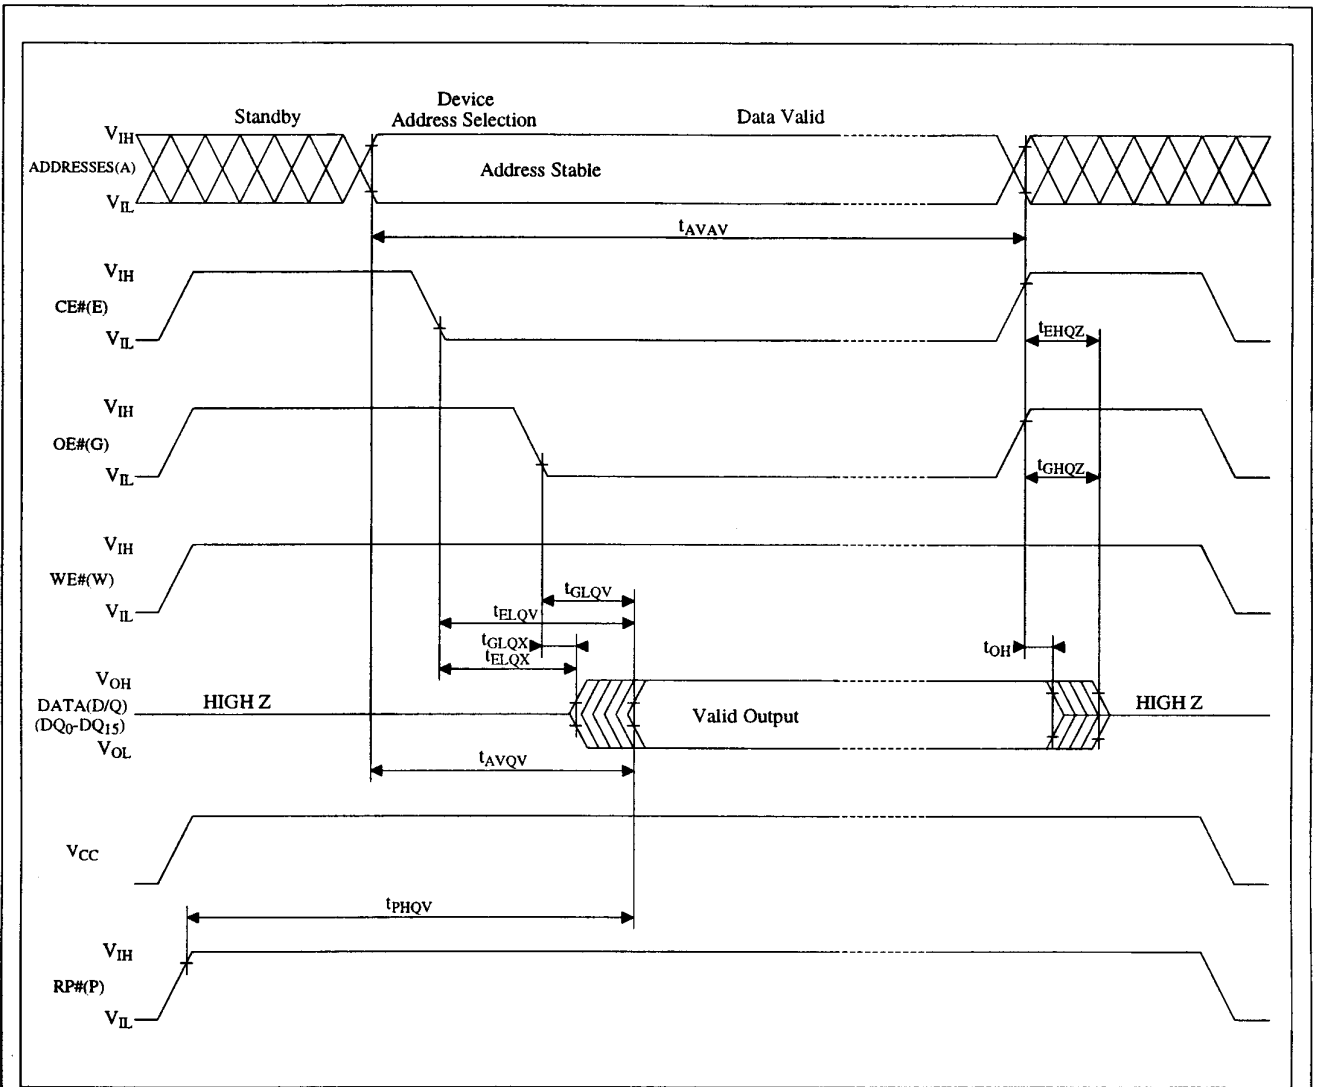 Standby
Device
Address Selection
Data Valid
VIH
ADDRESSES(A)
Address Stable
VIL
tAVAV
VIH
CE#(E)
VIL
tEHQZ
VIH
OE#(G)
VIL
tGHQZ
VIH
WE#(W)
VIL
tGLQV
tELQV
tGLQX
tELQX
tOH
VOH
DATA(D/Q)
(DQ0-DQ15)
VOL
HIGH Z
Valid Output
HIGH Z
tAVQV
VCC
tPHQV
VIH
RP#(P)
VIL